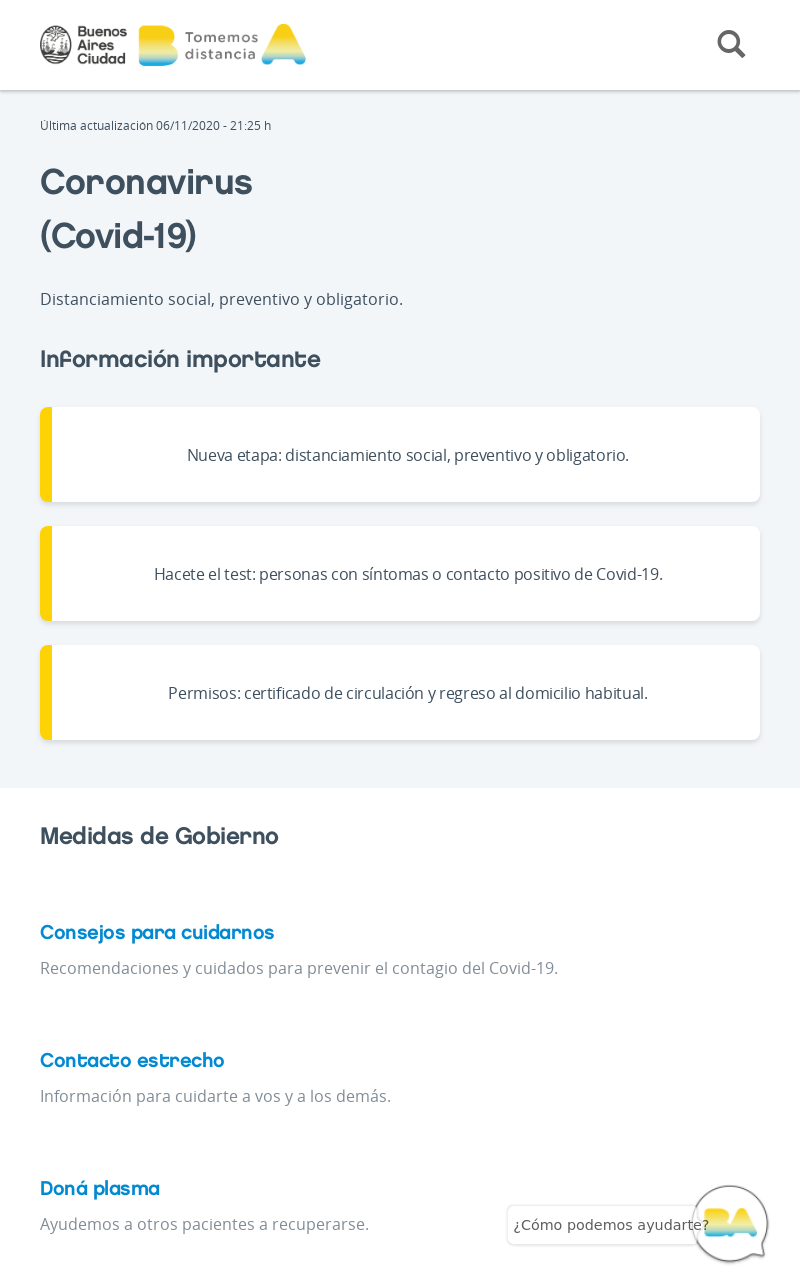 Buenos
Aires
Ciudad
B Tomemos distancia A
Última actualización 06/11/2020 - 21:25 h
Coronavirus
(Covid-19)
Distanciamiento social, preventivo y obligatorio.
Información importante
Nueva etapa: distanciamiento social, preventivo y obligatorio.
Hacete el test: personas con síntomas o contacto positivo de Covid-19.
Permisos: certificado de circulación y regreso al domicilio habitual.
Medidas de Gobierno
Consejos para cuidarnos
Recomendaciones y cuidados para prevenir el contagio del Covid-19.
Contacto estrecho
Información para cuidarte a vos y a los demás.
Doná plasma
Ayudemos a otros pacientes a recuperarse.
¿Cómo podemos ayudarte?
BA